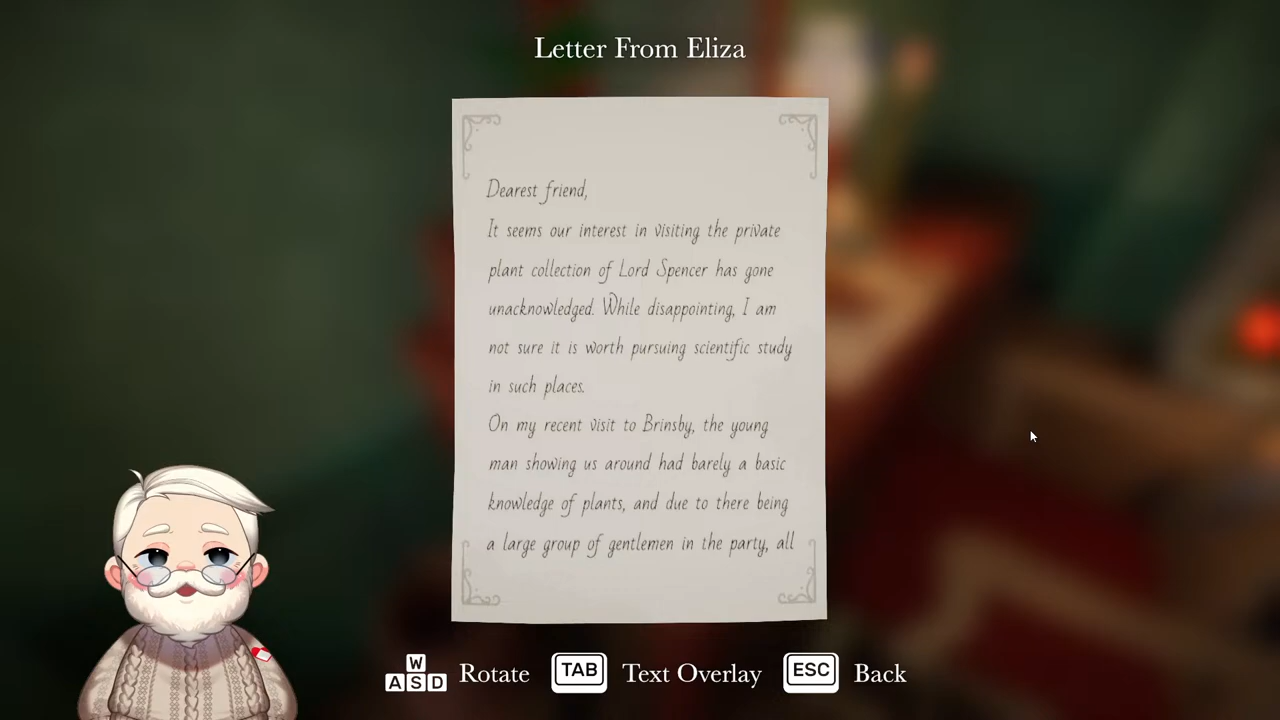 Letter From Eliza
Dearest friend,
It seems our interest in visiting the private
plant collection of Lord Spencer has gone
unacknowledged. While disappointing, I am
not sure it is worth pursuing scientific study
in such places.
On my recent visit to Brinsby, the young
man showing us around had barely a basic
knowledge of plants, and due to there being
a large group of gentlemen in the party, all
W
A S D Rotate TAB Text Overlay ESC Back